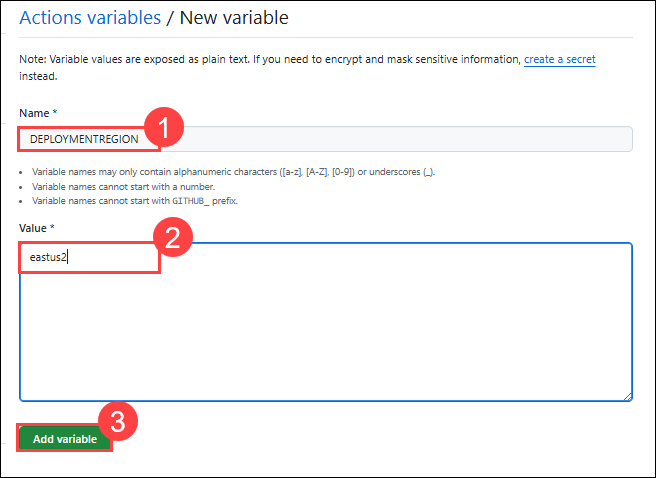 Actions variables / New variable
Note: Variable values are exposed as plain text. If you need to encrypt and mask sensitive information, create a secret
instead.
Name *
1
DEPLOYMENTREGION
• Variable names may only contain alphanumeric characters ([a-z], [A-Z], [0-9]) or underscores (_).
• Variable names cannot start with a number.
• Variable names cannot start with GITHUB_ prefix.
Value *
2
eastus2
3
Add variable